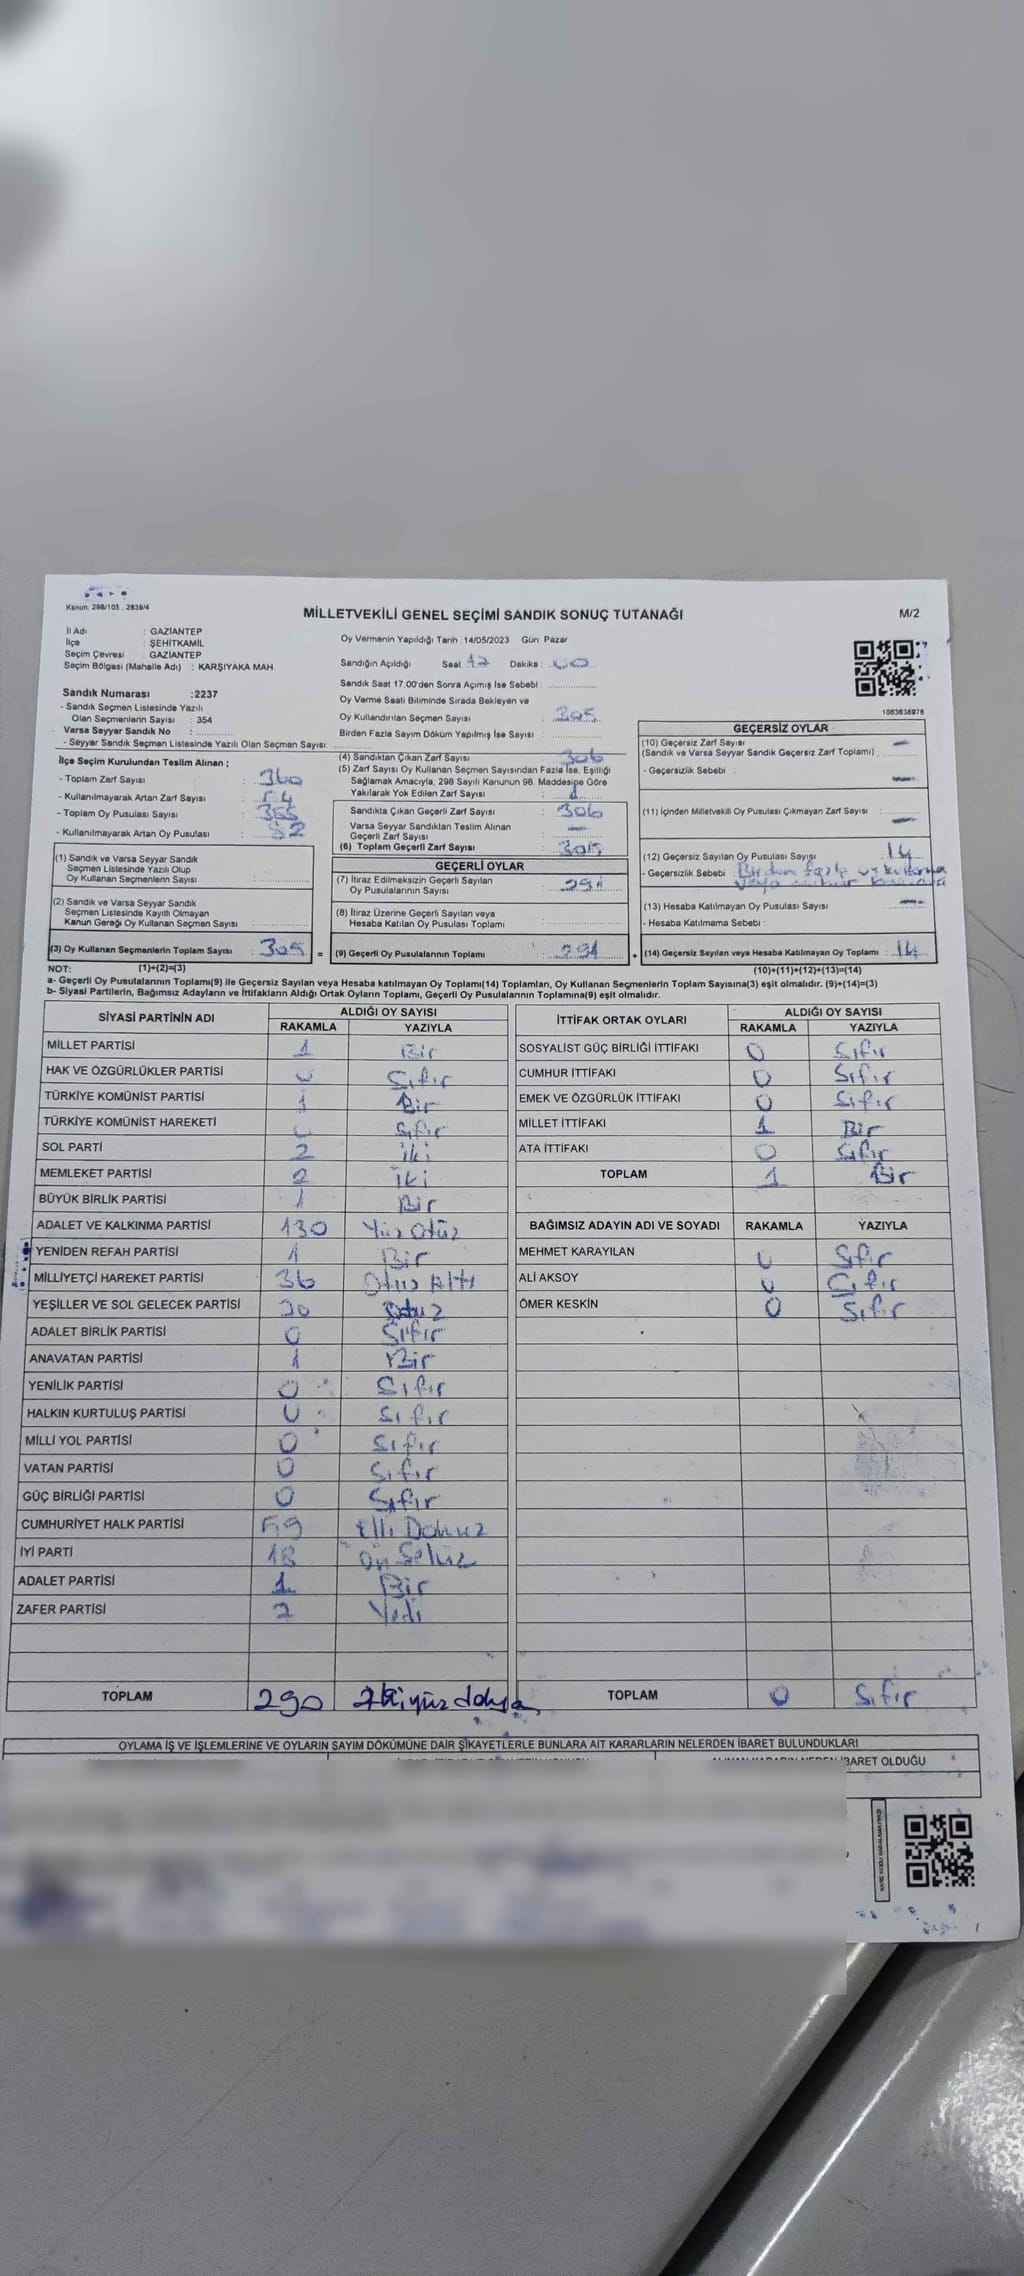 Kanun: 298/105 , 2839/4
MİLLETVEKİLİ GENEL SEÇİMİ SANDIK SONUÇ TUTANAĞI
M/2
İl Adı : GAZİANTEP
İlçe : ŞEHİTKAMİL
Seçim Çevresi : GAZİANTEP
Seçim Bölgesi (Mahalle Adı) : KARŞIYAKA MAH.
Oy Vermenin Yapıldığı Tarih :14/05/2023 Gün: Pazar
Sandığın Açıldığı Saat: 17 Dakika : 00
Sandık Saat 17.00'den Sonra Açımış İse Sebebi :
Oy Verme Saati Bitiminde Sırada Bekleyen ve
Oy Kullandırılan Seçmen Sayısı : 305
Birden Fazla Sayım Döküm Yapılmış İse Sayısı :
Sandık Numarası :2237
- Sandık Seçmen Listesinde Yazılı
Olan Seçmenlerin Sayısı : 354
Varsa Seyyar Sandık No :
- Seyyar Sandık Seçmen Listesinde Yazılı Olan Seçmen Sayısı:
İlçe Seçim Kurulundan Teslim Alınan ;
- Toplam Zarf Sayısı : 360
- Kullanılmayarak Artan Zarf Sayısı : 54
- Toplam Oy Pusulası Sayısı :
- Kullanılmayarak Artan Oy Pusulası :
(1) Sandık ve Varsa Seyyar Sandık
Seçmen Listesinde Yazılı Olup
Oy Kullanan Seçmenlerin Sayısı :
(2) Sandık ve Varsa Seyyar Sandık
Seçmen Listesinde Kayıtlı Olmayan
Kanun Gereği Oy Kullanan Seçmen Sayısı :
(3) Oy Kullanan Seçmenlerin Toplam Sayısı : 305 =
(4) Sandıktan Çıkan Zarf Sayısı : 306
(5) Zarf Sayısı Oy Kullanan Seçmen Sayısından Fazla İse, Eşitliği
Sağlamak Amacıyla, 298 Sayılı Kanunun 98. Maddesine Göre
Yakılarak Yok Edilen Zarf Sayısı : 1
Sandıkta Çıkan Geçerli Zarf Sayısı : 306
Varsa Seyyar Sandıktan Teslim Alınan
Geçerli Zarf Sayısı : —
(6) Toplam Geçerli Zarf Sayısı : 305
GEÇERLİ OYLAR
(7) İtiraz Edilmeksizin Geçerli Sayılan
Oy Pusulalarının Sayısı : 291
(8) İtiraz Üzerine Geçerli Sayılan veya
Hesaba Katılan Oy Pusulası Toplamı :
(9) Geçerli Oy Pusulalarının Toplamı : 291 +
1063636976
GEÇERSİZ OYLAR
(10) Geçersiz Zarf Sayısı : —
(Sandık ve Varsa Seyyar Sandık Geçersiz Zarf Toplamı)
- Geçersizlik Sebebi : —
(11) İçinden Milletvekili Oy Pusulası Çıkmayan Zarf Sayısı : —
(12) Geçersiz Sayılan Oy Pusulası Sayısı : 14
- Geçersizlik Sebebi : Birden fazla
veya
(13) Hesaba Katılmayan Oy Pusulası Sayısı : —
- Hesaba Katılmama Sebebi :
(14) Geçersiz Sayılan veya Hesaba Katılmayan Oy Toplamı : 14
NOT: (1)+(2)=(3)
(10)+(11)+(12)+(13)=(14)
a- Geçerli Oy Pusulalarının Toplamı(9) ile Geçersiz Sayılan veya Hesaba katılmayan Oy Toplamı(14) Toplamları, Oy Kullanan Seçmenlerin Toplam Sayısına(3) eşit olmalıdır. (9)+(14)=(3)
b- Siyasi Partilerin, Bağımsız Adayların ve İttifakların Aldığı Ortak Oyların Toplamı, Geçerli Oy Pusulalarının Toplamına(9) eşit olmalıdır.
SİYASİ PARTİNİN ADI ALDIĞI OY SAYISI
RAKAMLA YAZIYLA
MİLLET PARTİSİ 1 Bir
HAK VE ÖZGÜRLÜKLER PARTİSİ 0 Sıfır
TÜRKİYE KOMÜNİST PARTİSİ 1 Bir
TÜRKİYE KOMÜNİST HAREKETİ 0 Sıfır
SOL PARTİ 2 iki
MEMLEKET PARTİSİ 2 iki
BÜYÜK BİRLİK PARTİSİ 1 Bir
ADALET VE KALKINMA PARTİSİ 130 Yüz Otuz
YENİDEN REFAH PARTİSİ 1 Bir
MİLLİYETÇİ HAREKET PARTİSİ 36 Otuz Altı
YEŞİLLER VE SOL GELECEK PARTİSİ 30 Otuz
ADALET BİRLİK PARTİSİ 0 Sıfır
ANAVATAN PARTİSİ 1 Bir
YENİLİK PARTİSİ 0 Sıfır
HALKIN KURTULUŞ PARTİSİ 0 Sıfır
MİLLİ YOL PARTİSİ 0 Sıfır
VATAN PARTİSİ 0 Sıfır
GÜÇ BİRLİĞİ PARTİSİ 0 Sıfır
CUMHURİYET HALK PARTİSİ 59 Elli Dokuz
İYİ PARTİ 18 On Sekiz
ADALET PARTİSİ 1 Bir
ZAFER PARTİSİ 7 Yedi
TOPLAM 290 ikiyüz doksan
İTTİFAK ORTAK OYLARI ALDIĞI OY SAYISI
RAKAMLA YAZIYLA
SOSYALİST GÜÇ BİRLİĞİ İTTİFAKI 0 Sıfır
CUMHUR İTTİFAKI 0 Sıfır
EMEK VE ÖZGÜRLÜK İTTİFAKI 0 Sıfır
MİLLET İTTİFAKI 1 Bir
ATA İTTİFAKI 0 Sıfır
TOPLAM 1 Bir
BAĞIMSIZ ADAYIN ADI VE SOYADI RAKAMLA YAZIYLA
MEHMET KARAYILAN 0 Sıfır
ALİ AKSOY 0 Sıfır
ÖMER KESKİN 0 Sıfır
TOPLAM 0 Sıfır
OYLAMA İŞ VE İŞLEMLERİNE VE OYLARIN SAYIM DÖKÜMÜNE DAİR ŞİKAYETLERLE BUNLARA AİT KARARLARIN NELERDEN İBARET BULUNDUKLARI
İBARET OLDUĞU